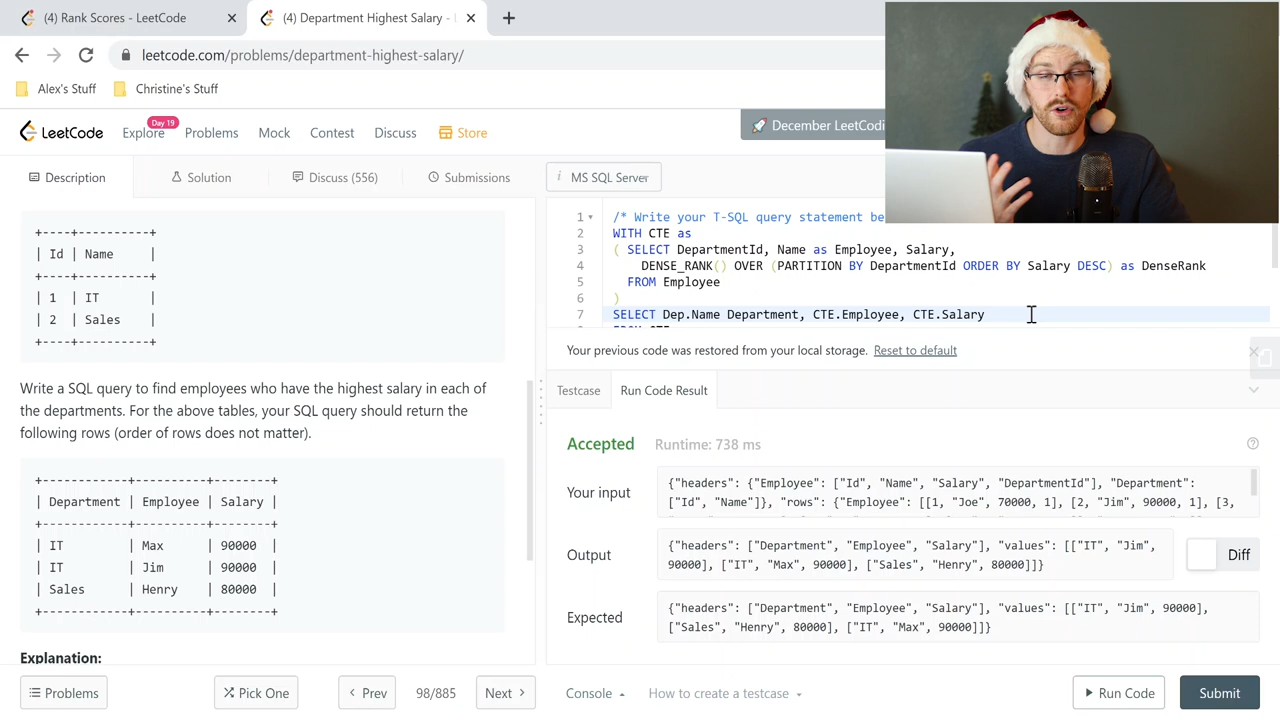 (4) Rank Scores - LeetCode
(4) Department Highest Salary -
leetcode.com/problems/department-highest-salary/
Alex's Stuff
Christine's Stuff
LeetCode
Explore
Day 19
Problems
Mock
Contest
Discuss
Store
December LeetCodi
Description
Solution
Discuss (556)
Submissions
i MS SQL Server
+----+----------+
| Id | Name     |
+----+----------+
| 1  | IT       |
| 2  | Sales    |
+----+----------+
Write a SQL query to find employees who have the highest salary in each of
the departments. For the above tables, your SQL query should return the
following rows (order of rows does not matter).
+------------+----------+--------+
| Department | Employee | Salary |
+------------+----------+--------+
| IT         | Max      | 90000  |
| IT         | Jim      | 90000  |
| Sales      | Henry    | 80000  |
+------------+----------+--------+
Explanation:
1 /* Write your T-SQL query statement be
2 WITH CTE as
3 ( SELECT DepartmentId, Name as Employee, Salary,
4 DENSE_RANK() OVER (PARTITION BY DepartmentId ORDER BY Salary DESC) as DenseRank
5 FROM Employee
6 )
7 SELECT Dep.Name Department, CTE.Employee, CTE.Salary
Your previous code was restored from your local storage. Reset to default
Testcase
Run Code Result
Accepted
Runtime: 738 ms
Your input
{"headers": {"Employee": ["Id", "Name", "Salary", "DepartmentId"], "Department":
["Id", "Name"]}, "rows": {"Employee": [[1, "Joe", 70000, 1], [2, "Jim", 90000, 1], [3,
Output
{"headers": ["Department", "Employee", "Salary"], "values": [["IT", "Jim",
90000], ["IT", "Max", 90000], ["Sales", "Henry", 80000]]}
Diff
Expected
{"headers": ["Department", "Employee", "Salary"], "values": [["IT", "Jim", 90000],
["Sales", "Henry", 80000], ["IT", "Max", 90000]]}
Problems
Pick One
Prev
98/885
Next
Console
How to create a testcase
Run Code
Submit